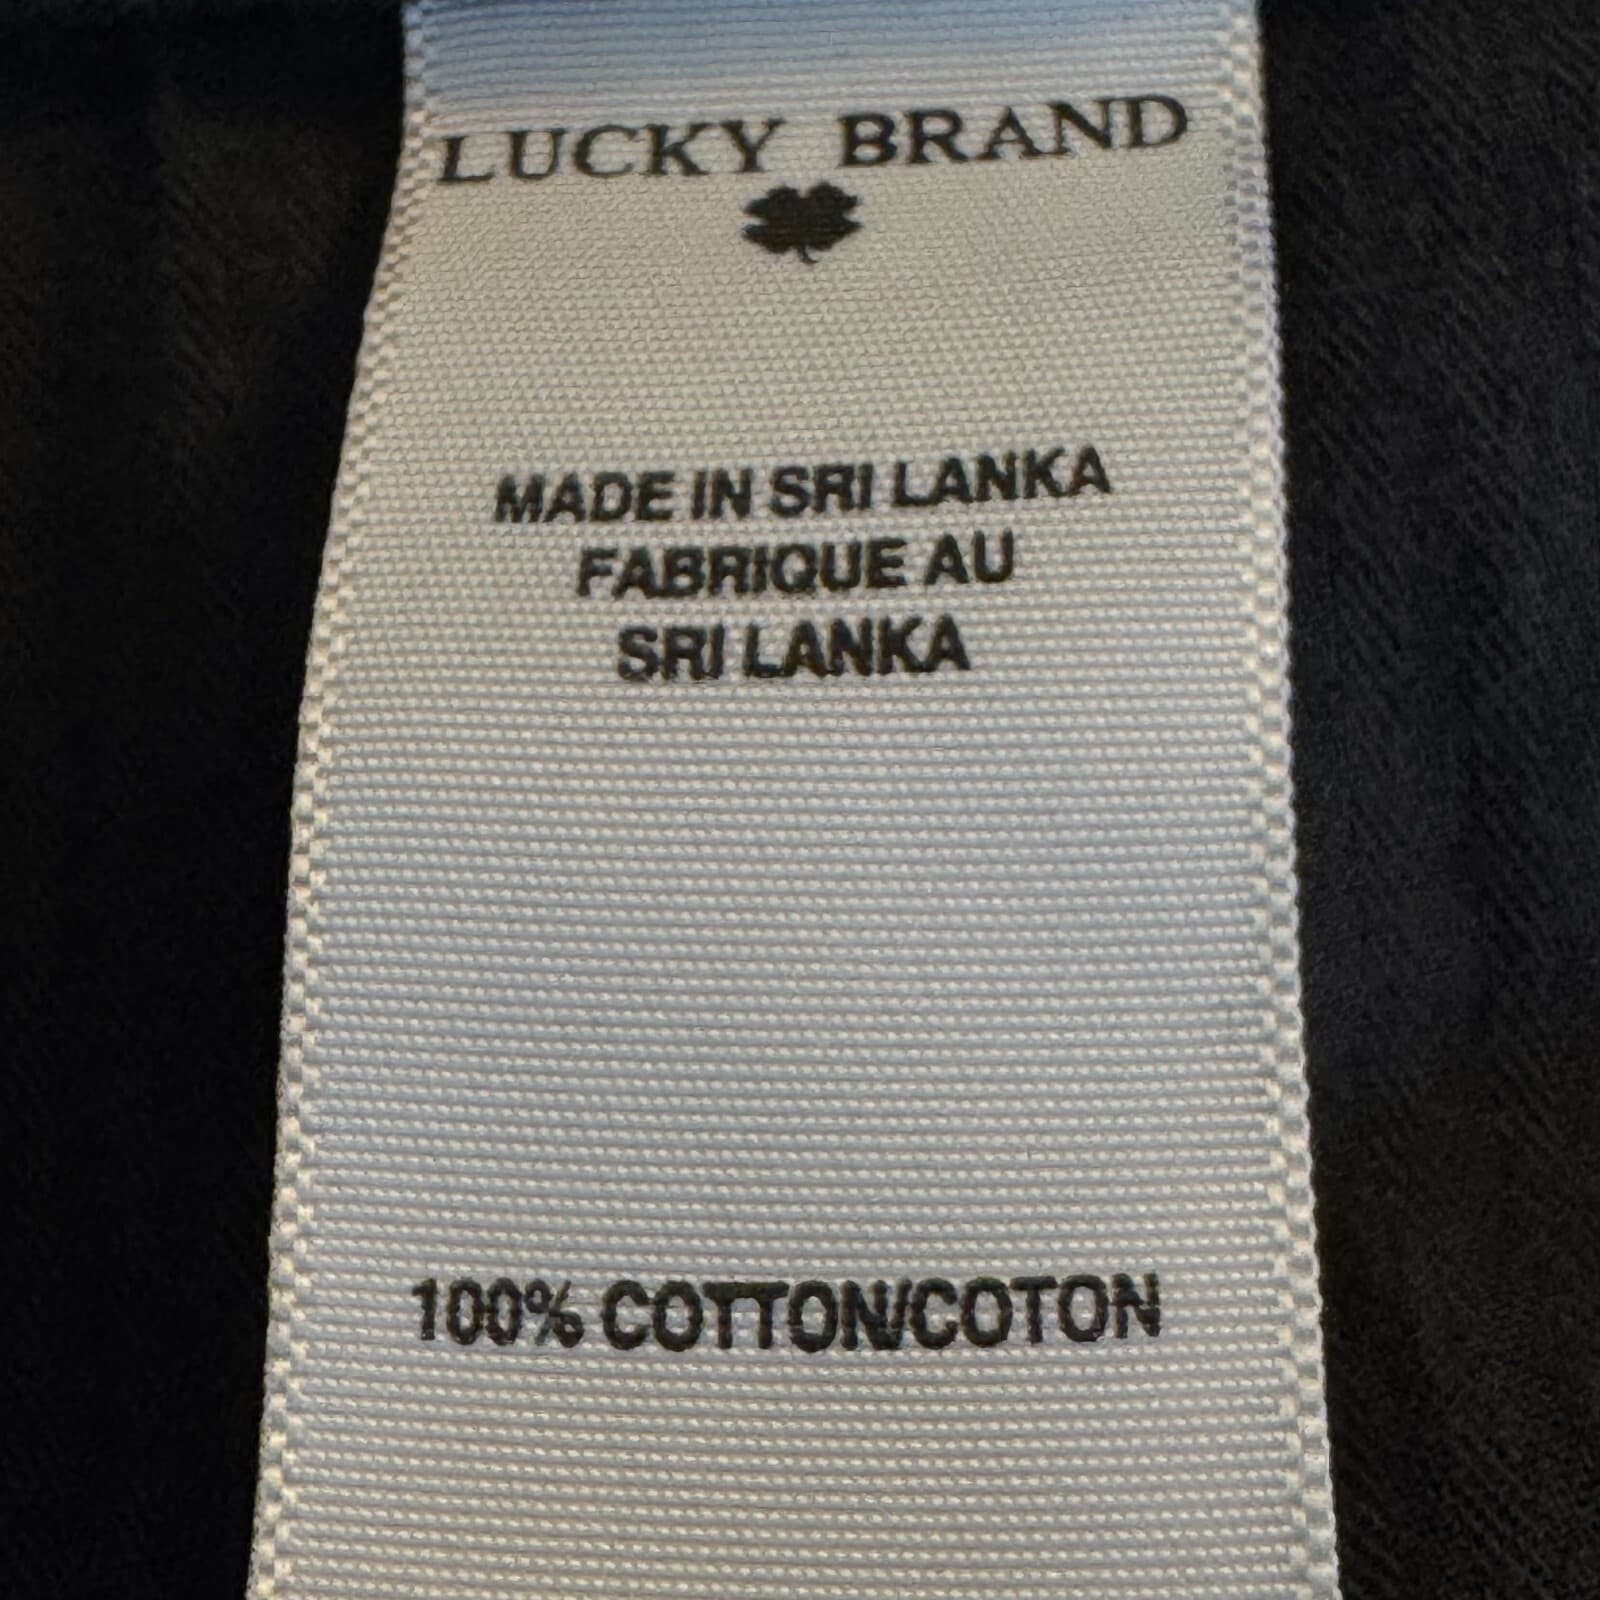 LUCKY BRAND
MADE IN SRI LANKA
FABRIQUE AU
SRI LANKA
100% COTTON/COTON